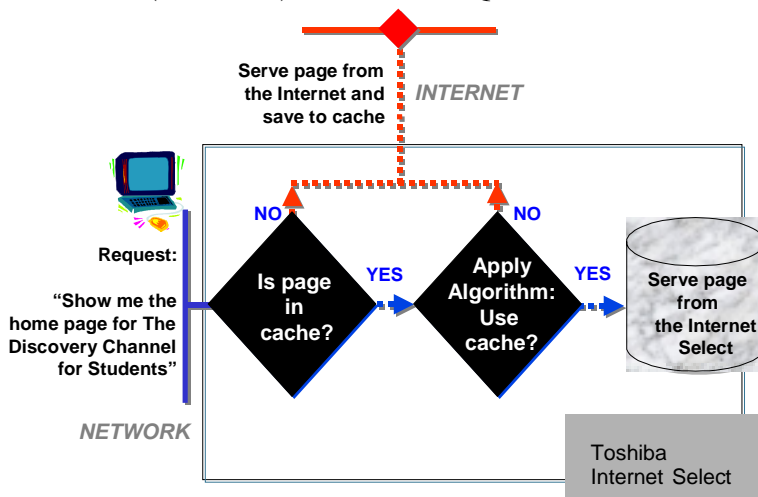 Serve page from
the Internet and
save to cache
INTERNET
NO
NO
Request:
“Show me the
home page for The
Discovery Channel
for Students”
Is page
in
cache?
YES
Apply
Algorithm:
Use
cache?
YES
Serve page
from
the Internet
Select
NETWORK
Toshiba
Internet Select